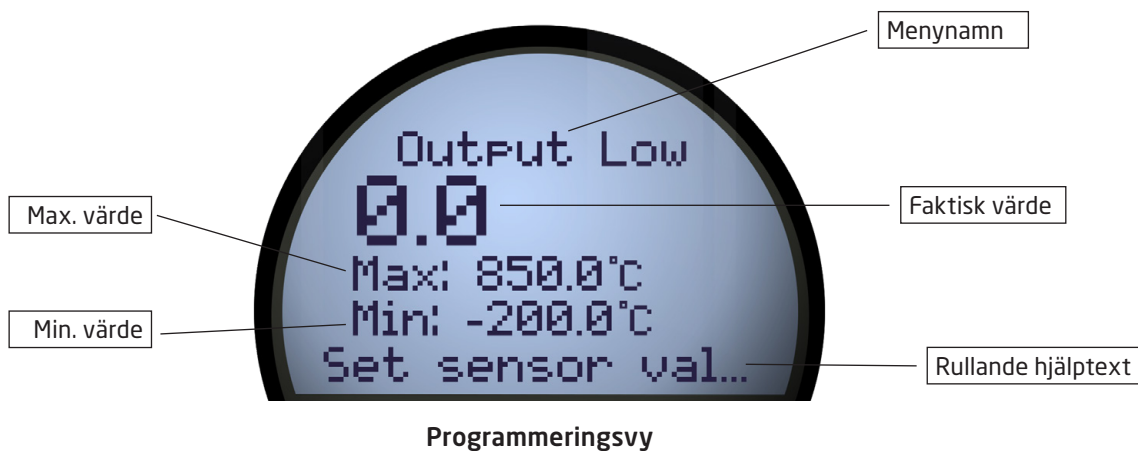 Menynamn
Output Low
0.0
Faktisk värde
Max. värde
Max: 850.0°C
Min: -200.0°C
Min. värde
Set sensor val...
Rullande hjälptext
Programmeringsvy